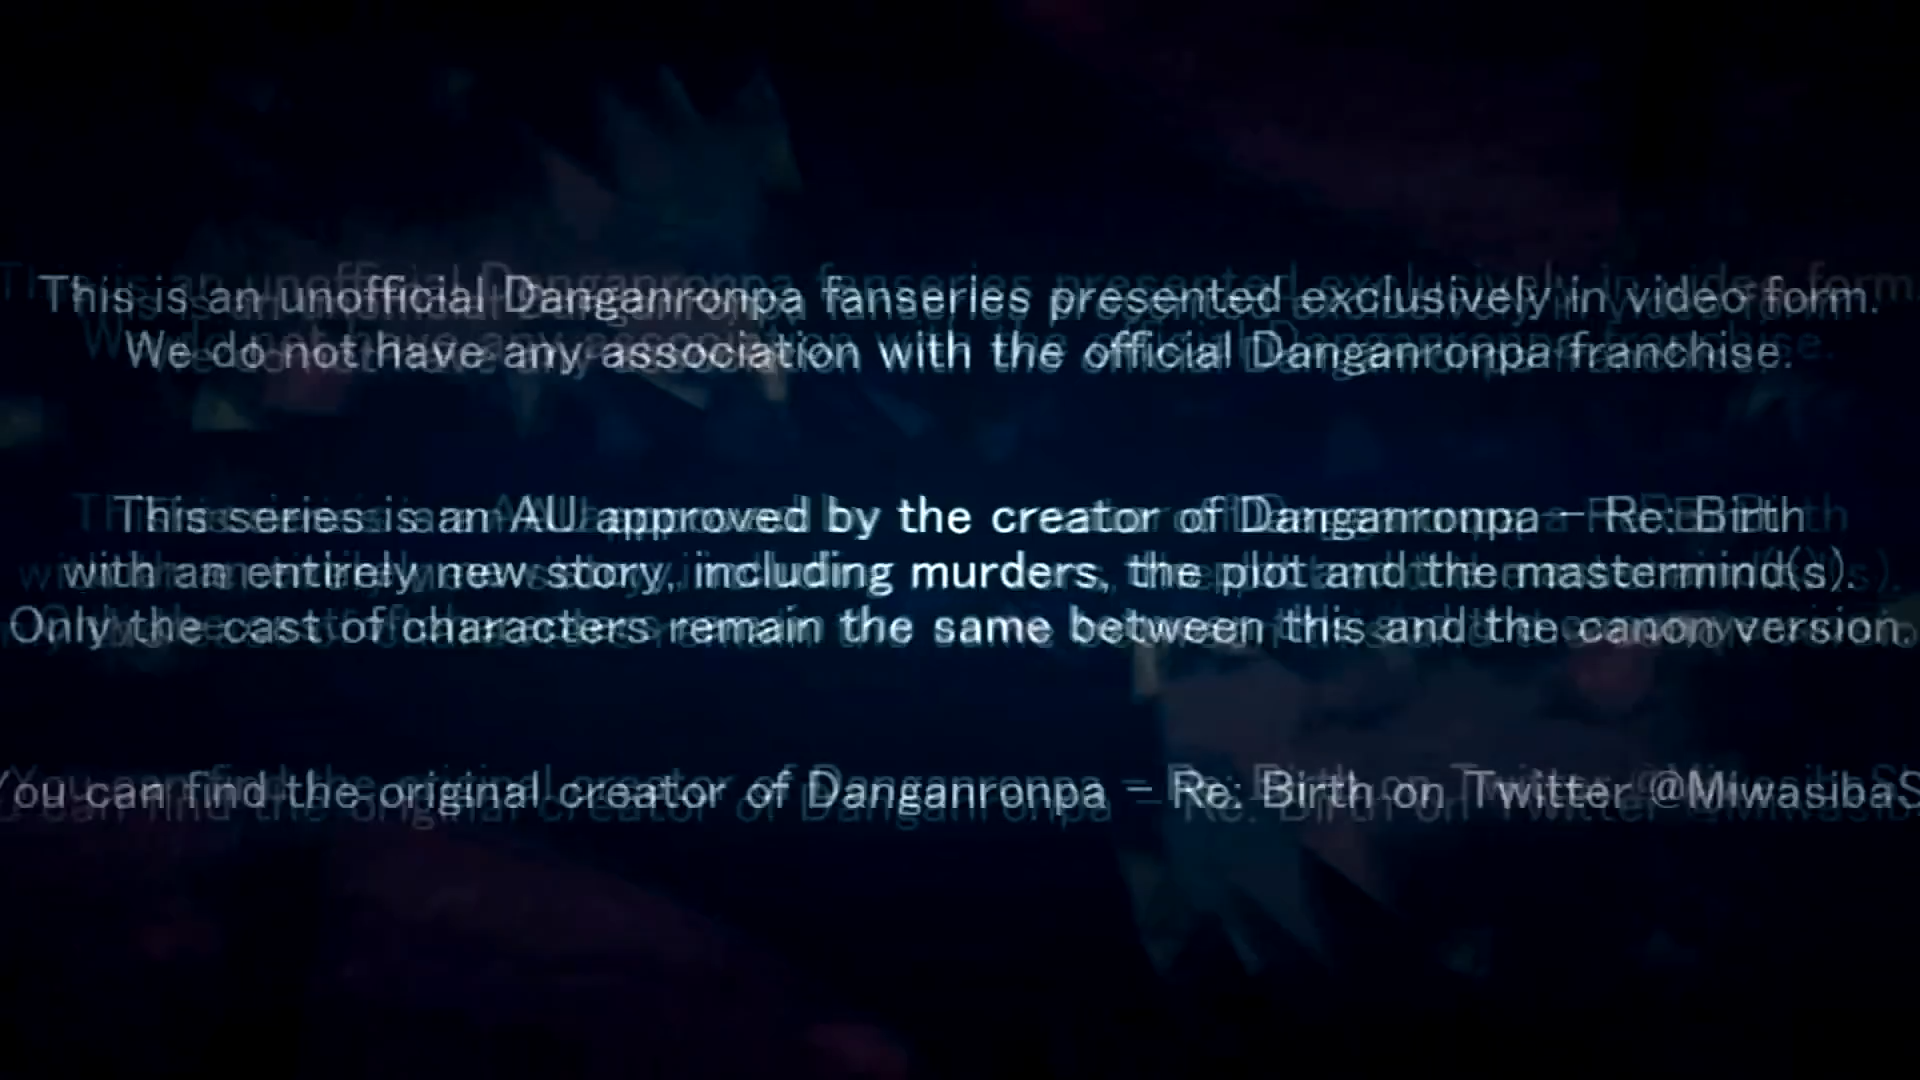 This is an unofficial Danganronpa fanseries presented exclusively in video form.
We do not have any association with the official Danganronpa franchise.
This series is an AU approved by the creator of Danganronpa - Re: Birth
with an entirely new story, including murders, the plot and the mastermind(s).
Only the cast of characters remain the same between this and the canon version.
You can find the original creator of Danganronpa - Re: Birth on Twitter @MiwasibaS